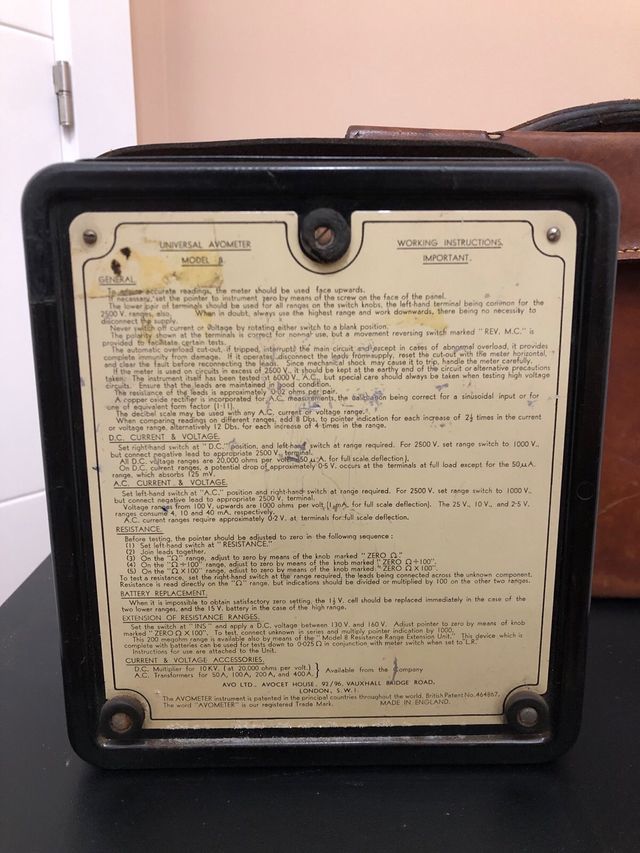 UNIVERSAL AVOMETER
MODEL 8.
WORKING INSTRUCTIONS.
IMPORTANT.
GENERAL.
To ensure accurate readings, the meter should be used face upwards.
If necessary, set the pointer to instrument zero by means of the screw on the face of the panel.
The lower pair of terminals should be used for all ranges on the switch knobs, the left-hand terminal being common for the
2500 V. ranges, also. When in doubt, always use the highest range and work downwards, there being no necessity to
disconnect the supply.
Never switch off current or voltage by rotating either switch to a blank position.
The polarity shown at the terminals is correct for normal use, but a movement reversing switch marked "REV. M.C." is
provided to facilitate certain tests.
The automatic overload cut-out, if tripped, interrupts the main circuit and except in cases of abnormal overload, it provides
complete immunity from damage. If it operates, disconnect the leads from supply, reset the cut-out with the meter horizontal,
and clear the fault before reconnecting the leads. Since mechanical shock may cause it to trip, handle the meter carefully.
If the meter is used on circuits in excess of 2500 V., it should be kept at the earthy end of the circuit or alternative precautions
taken. The instrument itself has been tested at 6000 V. A.C., but special care should always be taken when testing high voltage
circuits. Ensure that the leads are maintained in good condition.
The resistance of the leads is approximately 0·02 ohms per pair.
A copper oxide rectifier is incorporated for A.C. measurements, the calibration being correct for a sinusoidal input or for
one of equivalent form factor (1·11).
The decibel scale may be used with any A.C. current or voltage range.
When comparing readings on different ranges, add 8 Dbs. to pointer indication for each increase of 2½ times in the current
or voltage range, alternatively 12 Dbs. for each increase of 4 times in the range.
D.C. CURRENT & VOLTAGE.
Set right-hand switch at "D.C." position, and left-hand switch at range required. For 2500 V. set range switch to 1000 V.,
but connect negative lead to appropriate 2500 V. terminal.
All D.C. voltage ranges are 20,000 ohms per volt (50 μA. for full scale deflection).
On D.C. current ranges, a potential drop of approximately 0·5 V. occurs at the terminals at full load except for the 50 μA.
range, which absorbs 125 mV.
A.C. CURRENT & VOLTAGE.
Set left-hand switch at "A.C." position and right-hand switch at range required. For 2500 V. set range switch to 1000 V.,
but connect negative lead to appropriate 2500 V. terminal.
Voltage ranges from 100 V. upwards are 1000 ohms per volt (1 mA. for full scale deflection). The 25 V., 10 V., and 2·5 V.
ranges consume 4, 10 and 40 mA. respectively.
A.C. current ranges require approximately 0·2 V. at terminals for full scale deflection.
RESISTANCE.
Before testing, the pointer should be adjusted to zero in the following sequence :
(1) Set left-hand switch at "RESISTANCE."
(2) Join leads together.
(3) On the "Ω" range, adjust to zero by means of the knob marked "ZERO Ω."
(4) On the "Ω÷100" range, adjust to zero by means of the knob marked "ZERO Ω÷100".
(5) On the "Ω X 100" range, adjust to zero by means of the knob marked "ZERO Ω X 100".
To test a resistance, set the right-hand switch at the range required, the leads being connected across the unknown component.
Resistance is read directly on the "Ω" range, but indications should be divided or multiplied by 100 on the other two ranges.
BATTERY REPLACEMENT.
When it is impossible to obtain satisfactory zero setting, the 1½ V. cell should be replaced immediately in the case of the
two lower ranges, and the 15 V. battery in the case of the high range.
EXTENSION OF RESISTANCE RANGES.
Set the switch at "INS" and apply a D.C. voltage between 130 V. and 160 V. Adjust pointer to zero by means of knob
marked "ZERO Ω X 100". To test, connect unknown in series and multiply pointer indication by 1000.
This 200 megohm range is available also by means of the "Model 8 Resistance Range Extension Unit." This device which is
complete with batteries can be used for tests down to 0·025 Ω in conjunction with meter switch when set to "L.R."
Instructions for use are attached to the Unit.
CURRENT & VOLTAGE ACCESSORIES.
D.C. Multiplier for 10 KV. (at 20,000 ohms per volt.)
A.C. Transformers for 50A, 100A, 200A, and 400A.
} Available from the Company
AVO LTD., AVOCET HOUSE, 92/96, VAUXHALL BRIDGE ROAD,
LONDON, S.W.1.
The AVOMETER instrument is patented in the principal countries throughout the world, British Patent No. 464867.
The word "AVOMETER" is our registered Trade Mark. MADE IN ENGLAND.